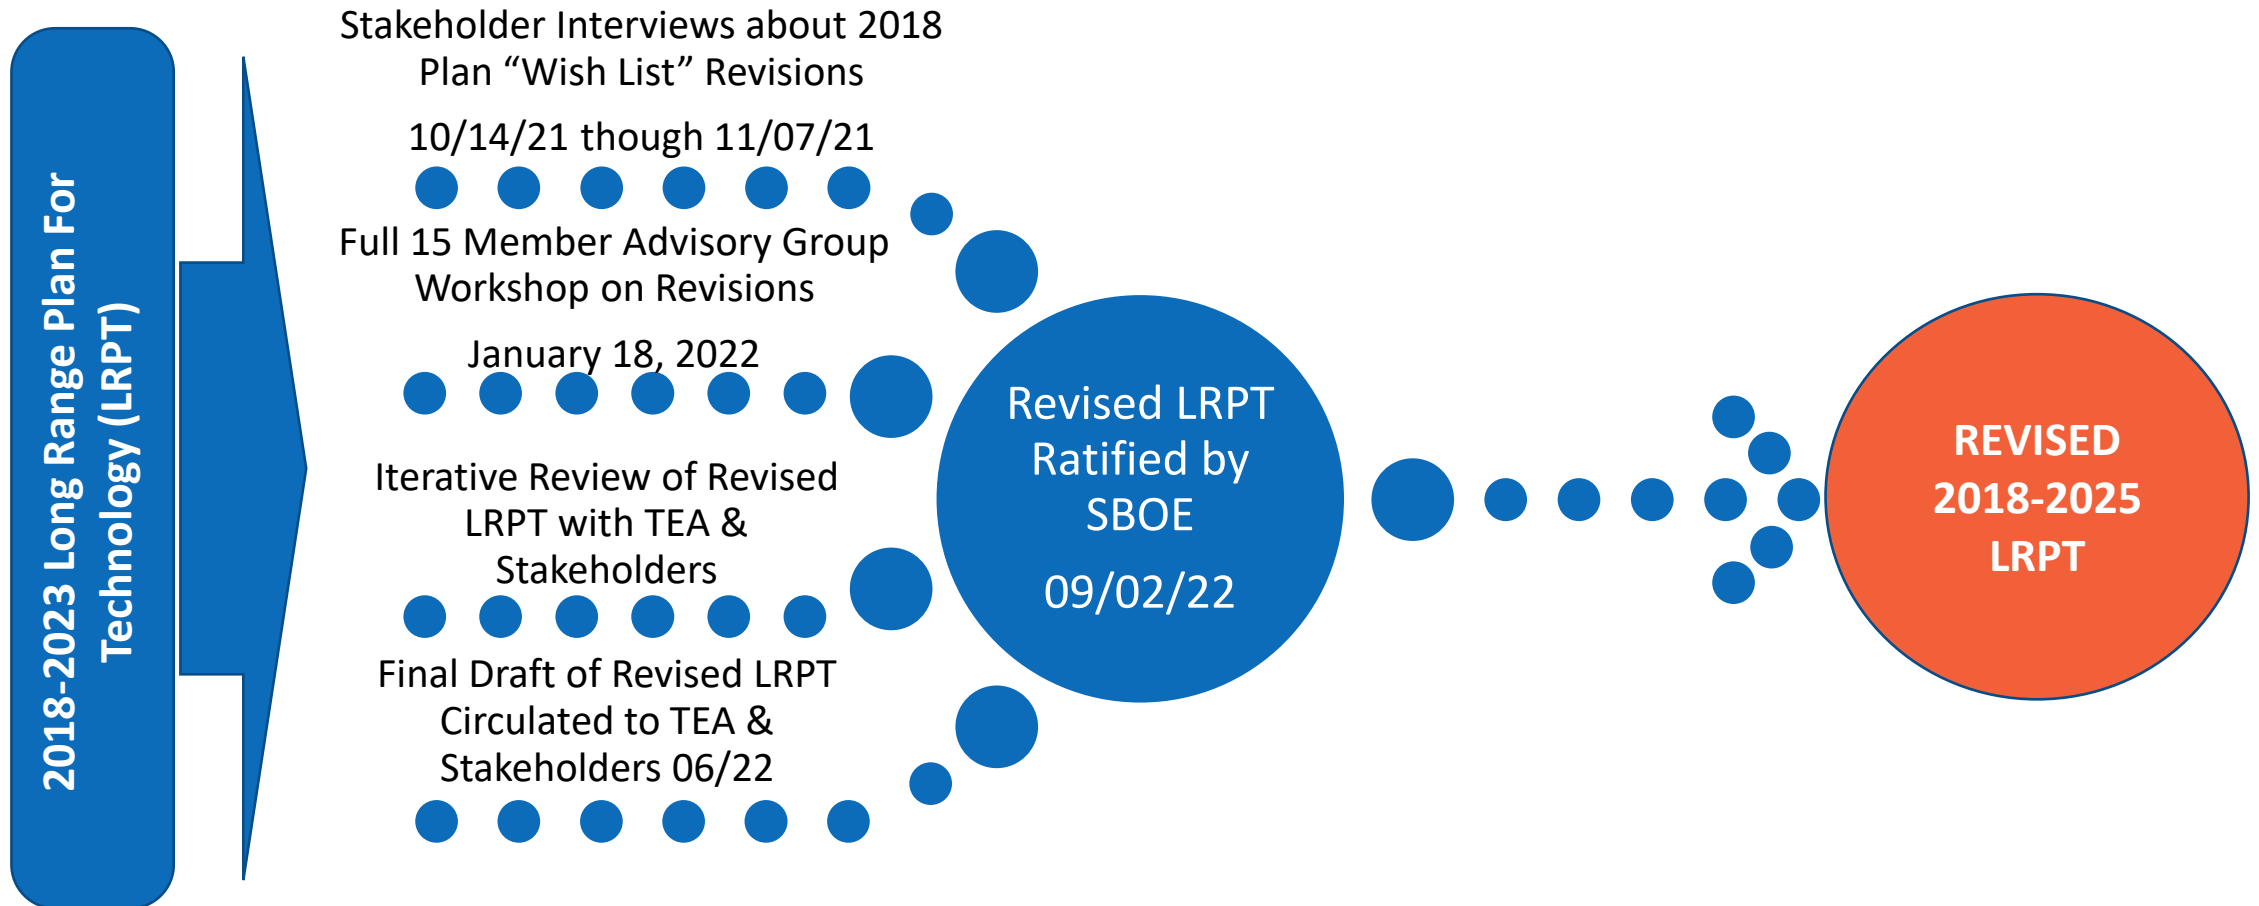 2018-2023 Long Range Plan For
Technology (LRPT)
Stakeholder Interviews about 2018
Plan “Wish List” Revisions
10/14/21 though 11/07/21
Full 15 Member Advisory Group
Workshop on Revisions
January 18, 2022
Iterative Review of Revised
LRPT with TEA &
Stakeholders
Final Draft of Revised LRPT
Circulated to TEA &
Stakeholders 06/22
Revised LRPT
Ratified by
SBOE
09/02/22
REVISED
2018-2025
LRPT